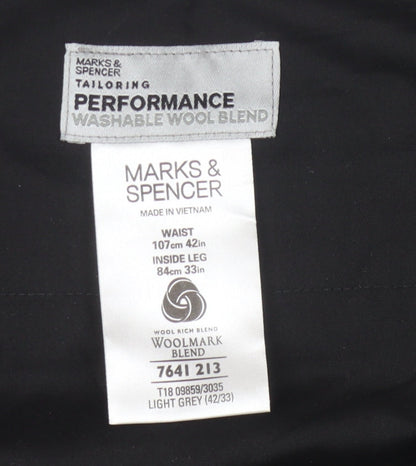 MARKS &
SPENCER
TAILORING
PERFORMANCE
WASHABLE WOOL BLEND
MARKS &
SPENCER
MADE IN VIETNAM
WAIST
107cm 42in
INSIDE LEG
84cm 33in
WOOL RICH BLEND
WOOLMARK
BLEND
7641 213
T18 09859/3035
LIGHT GREY (42/33)